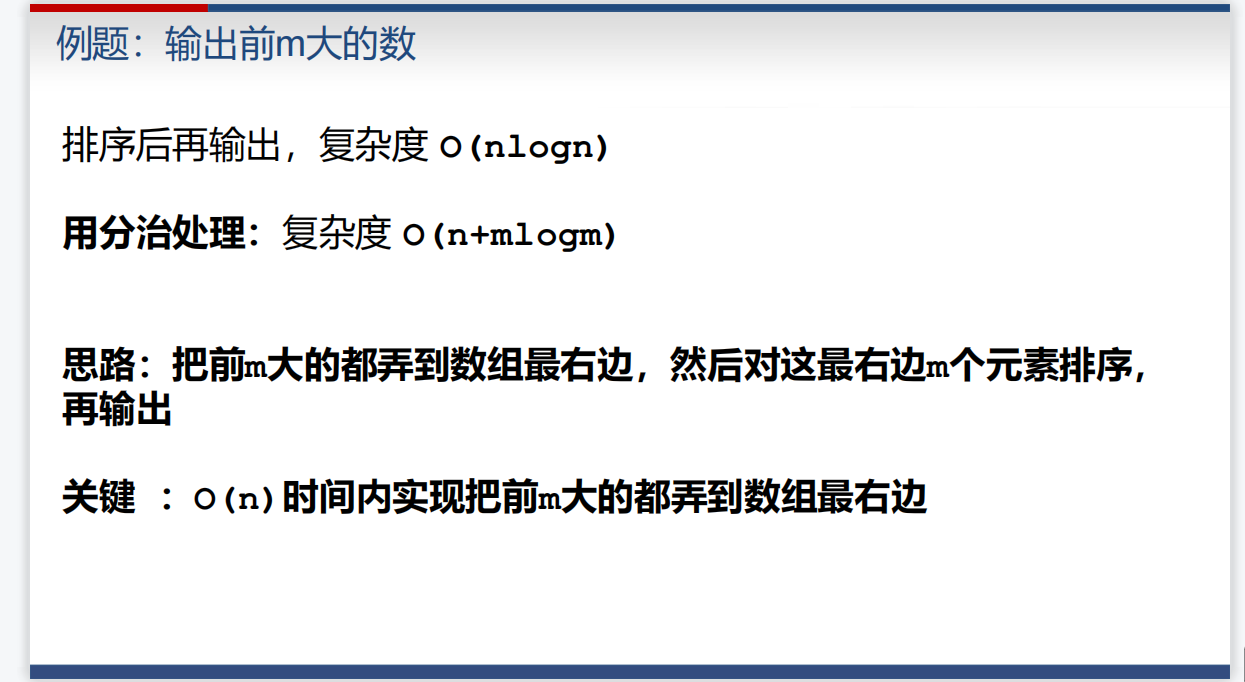 例题：输出前m大的数
排序后再输出，复杂度 O(nlogn)
用分治处理：复杂度 O(n+mlogm)
思路：把前m大的都弄到数组最右边，然后对这最右边m个元素排序，
再输出
关键 ：O(n)时间内实现把前m大的都弄到数组最右边